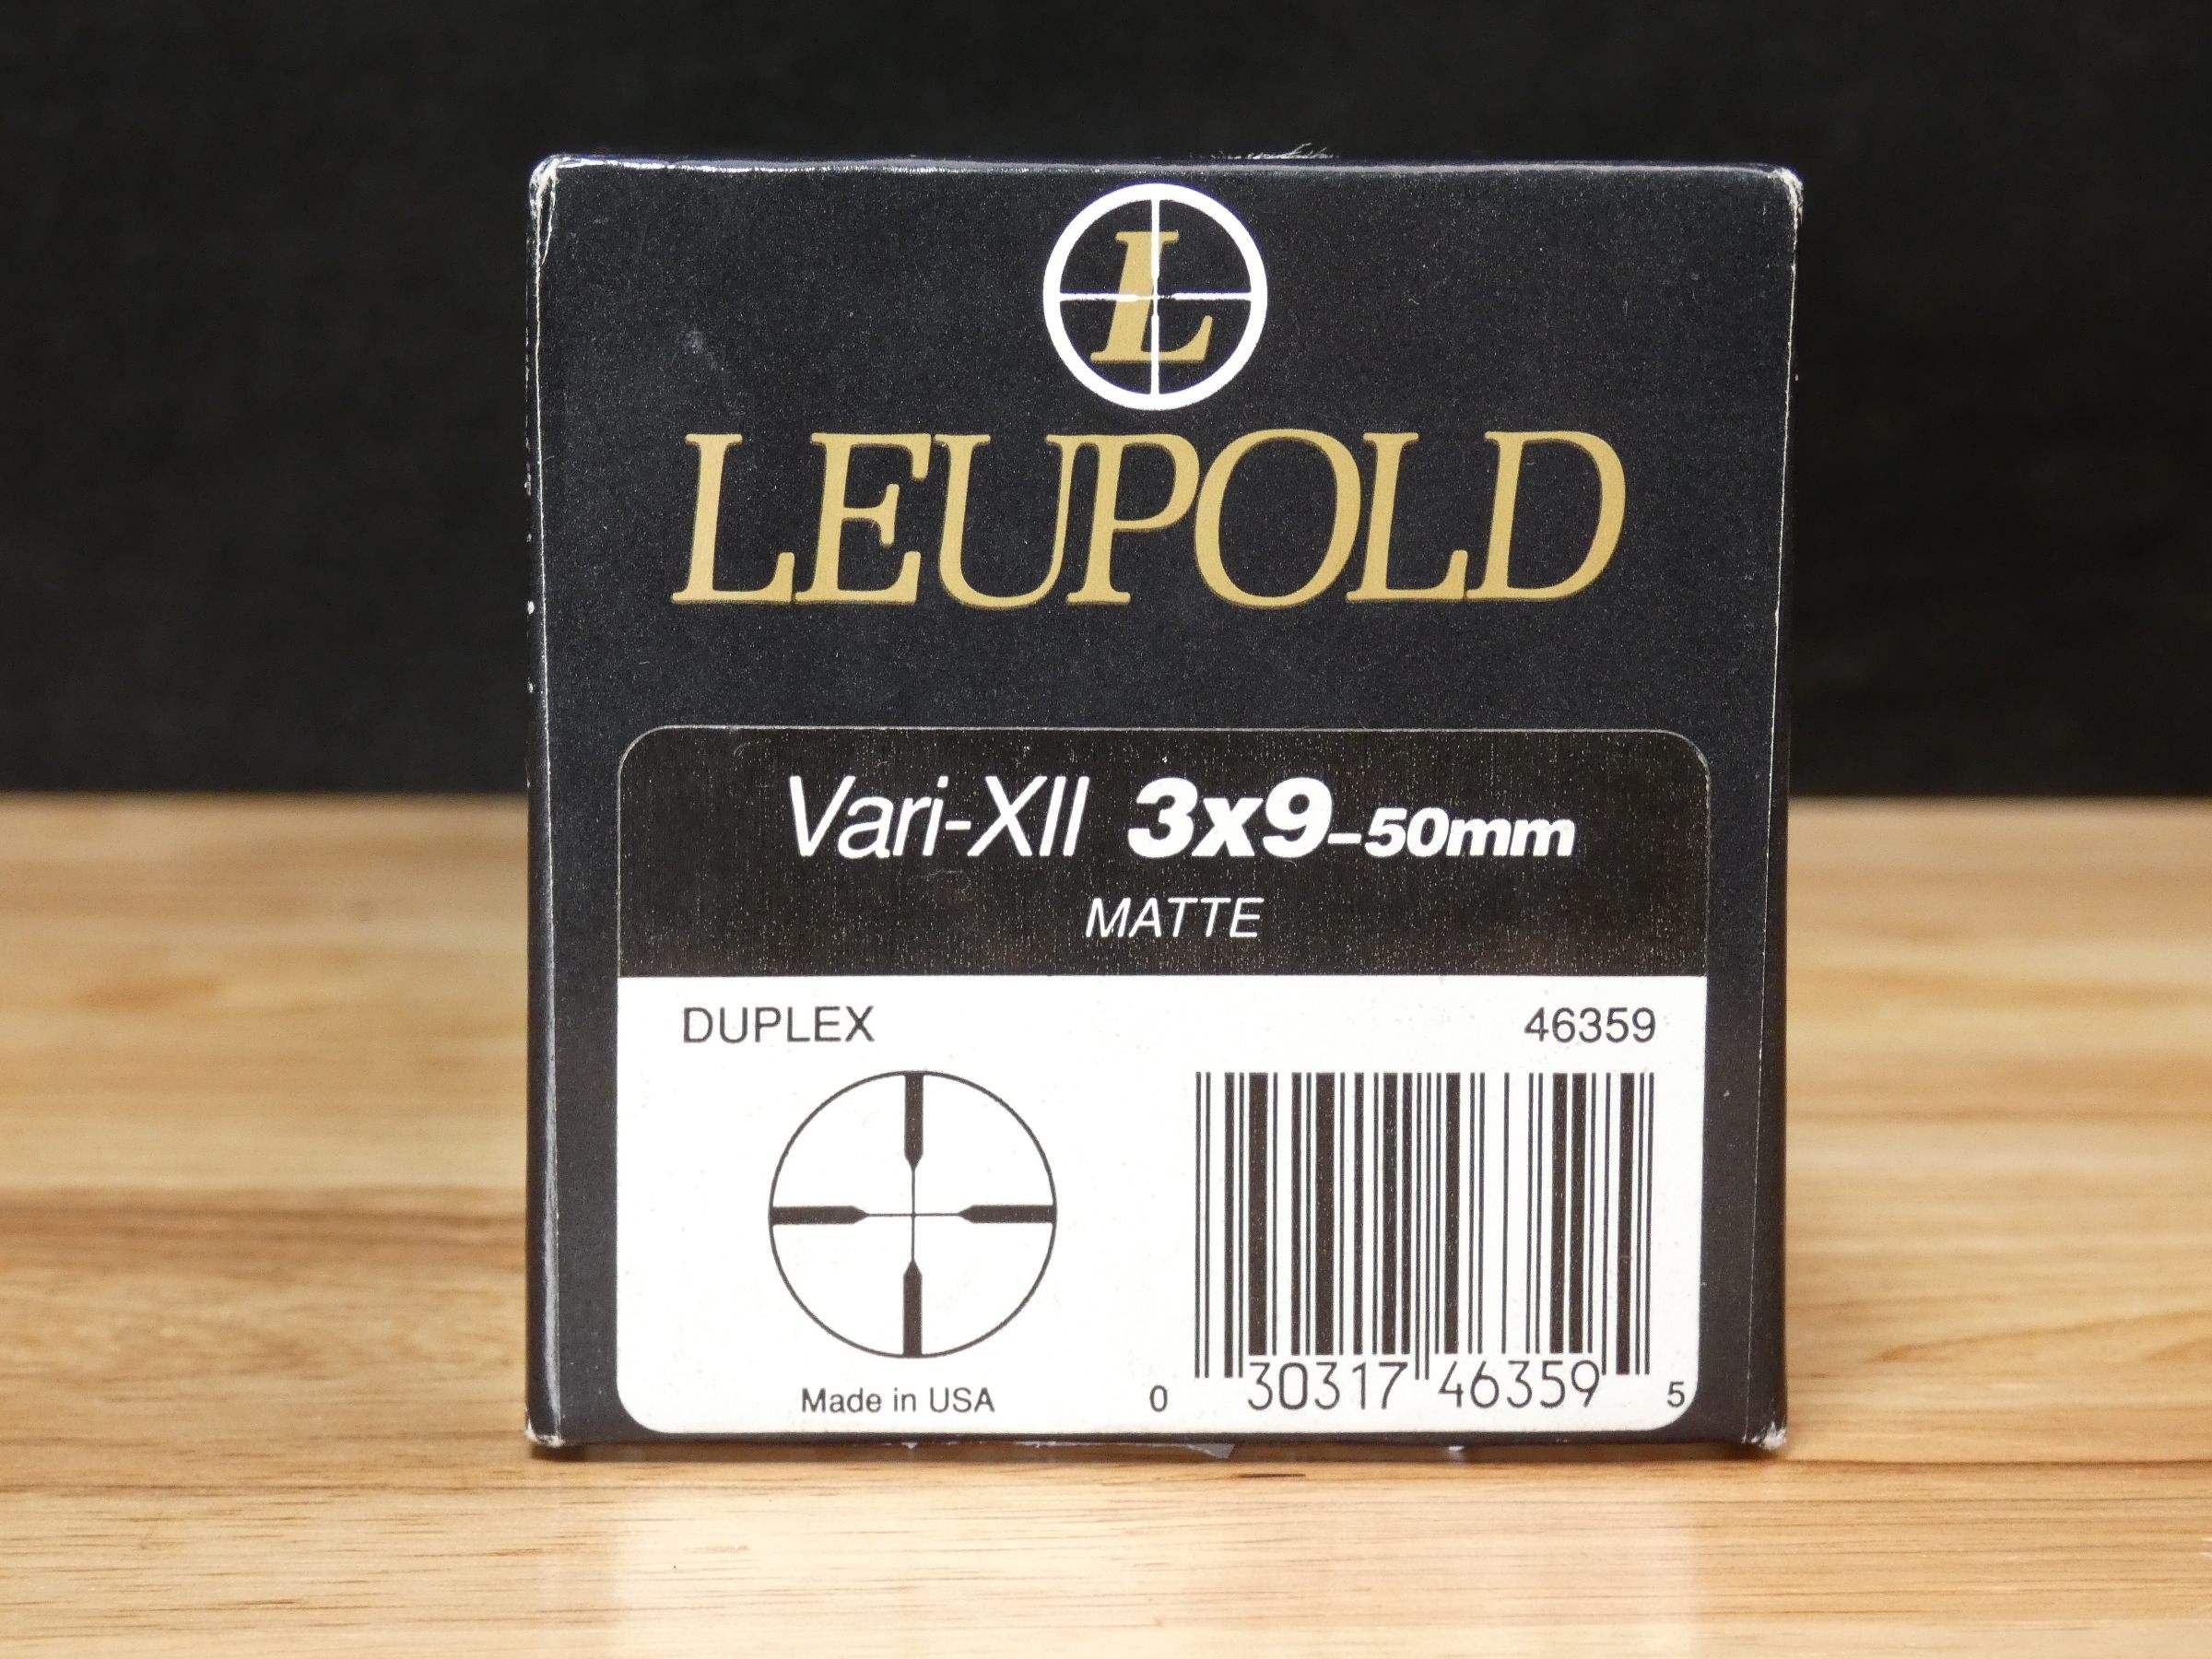 L
LEUPOLD
Vari-XII 3x9-50mm
MATTE
DUPLEX 46359
Made in USA
0 30317 46359 5